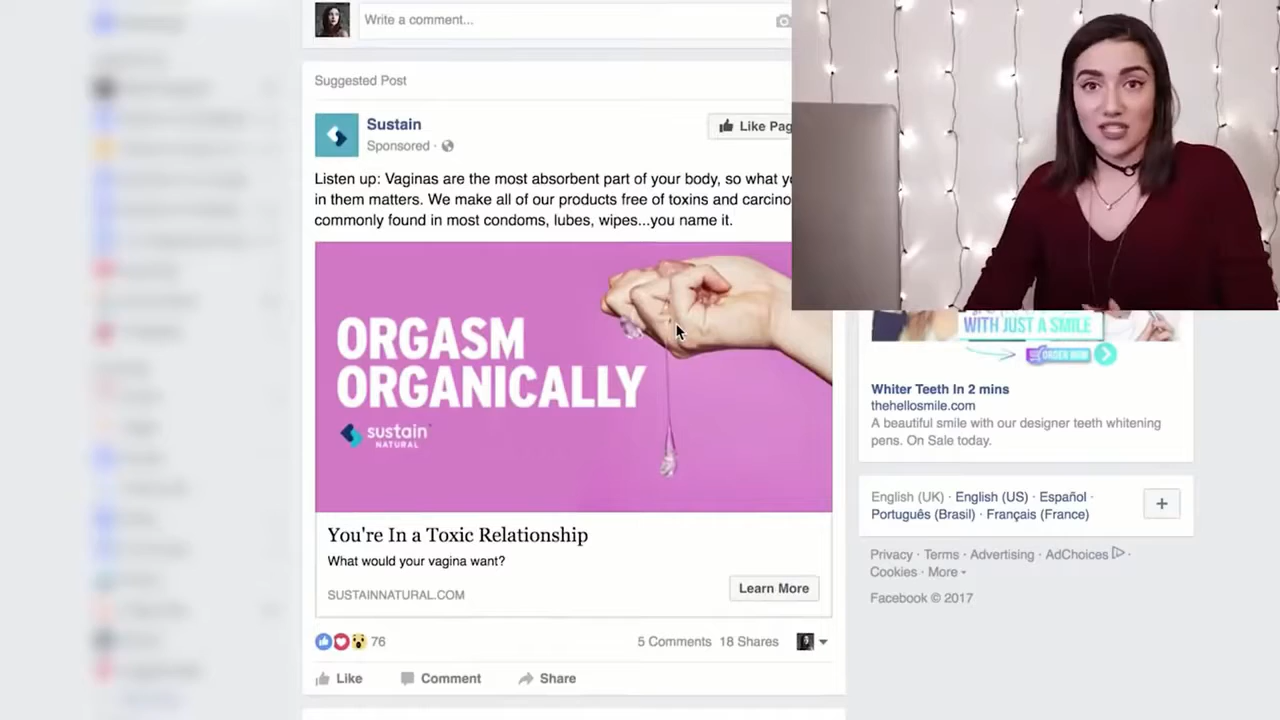 Write a comment...
Suggested Post
Sustain
Like Pag
Sponsored ·
Listen up: Vaginas are the most absorbent part of your body, so what yo
in them matters. We make all of our products free of toxins and carcino
commonly found in most condoms, lubes, wipes...you name it.
ORGASM
ORGANICALLY
sustain
NATURAL
You're In a Toxic Relationship
What would your vagina want?
SUSTAINNATURAL.COM
Learn More
76
5 Comments 18 Shares
Like
Comment
Share
WITH JUST A SMILE
ORDER NOW
Whiter Teeth In 2 mins
thehellosmile.com
A beautiful smile with our designer teeth whitening
pens. On Sale today.
English (UK) · English (US) · Español ·
Português (Brasil) · Français (France)
+
Privacy · Terms · Advertising · AdChoices ·
Cookies · More
Facebook © 2017